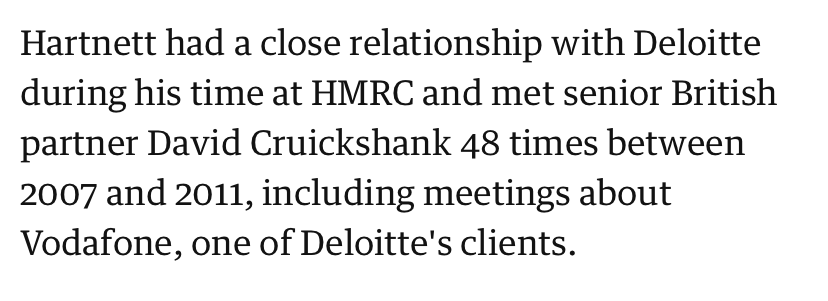 Hartnett had a close relationship with Deloitte
during his time at HMRC and met senior British
partner David Cruickshank 48 times between
2007 and 2011, including meetings about
Vodafone, one of Deloitte's clients.